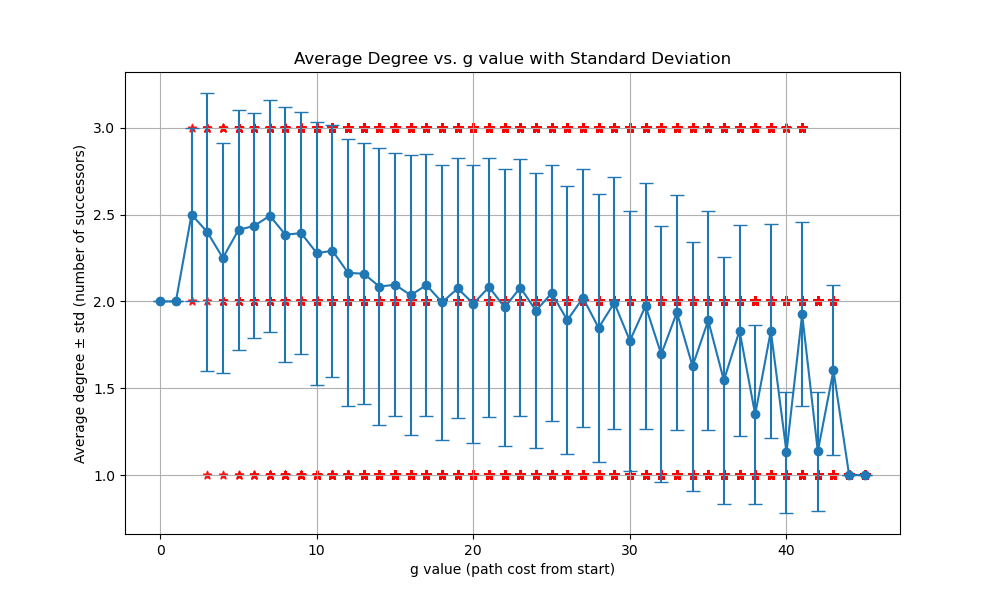 Average Degree vs. g value with Standard Deviation
Average degree ± std (number of successors)
3.0
2.5
2.0
1.5
1.0
0 10 20 30 40
g value (path cost from start)